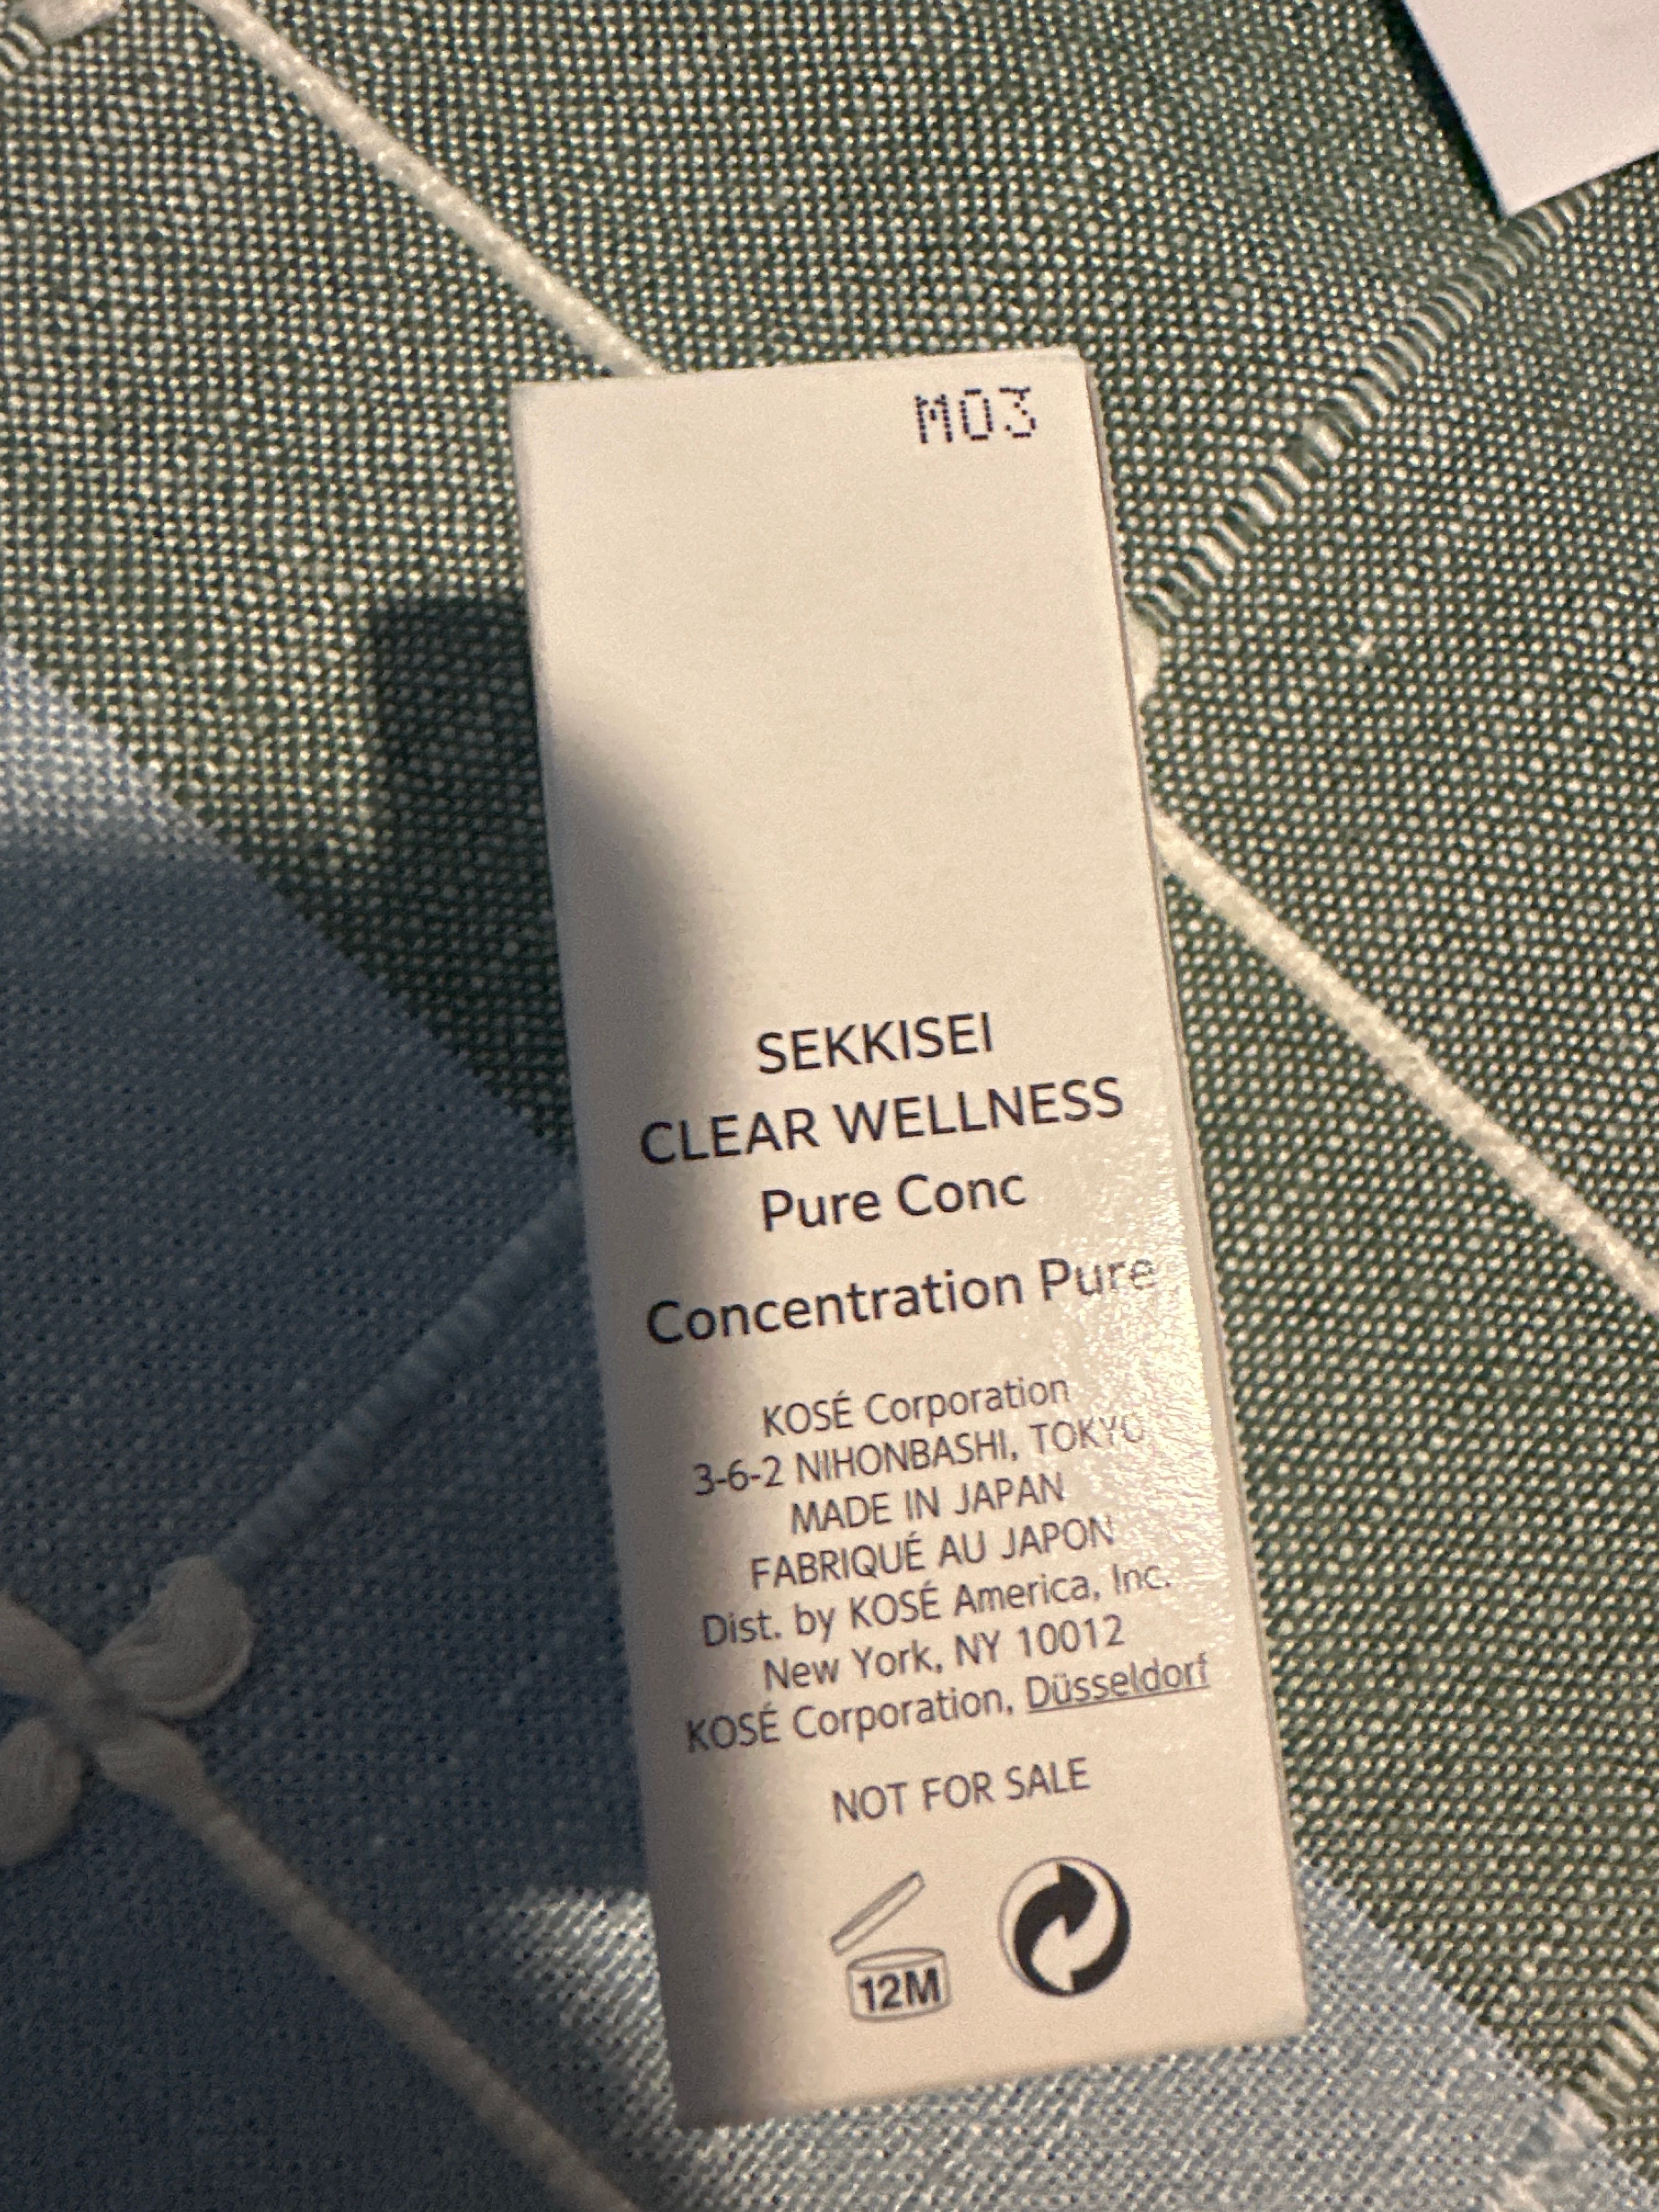 M03
SEKKISEI
CLEAR WELLNESS
Pure Conc
Concentration Pure
KOSÉ Corporation
3-6-2 NIHONBASHI, TOKYO
MADE IN JAPAN
FABRIQUÉ AU JAPON
Dist. by KOSÉ America, Inc.
New York, NY 10012
KOSÉ Corporation, Düsseldorf
NOT FOR SALE
12M